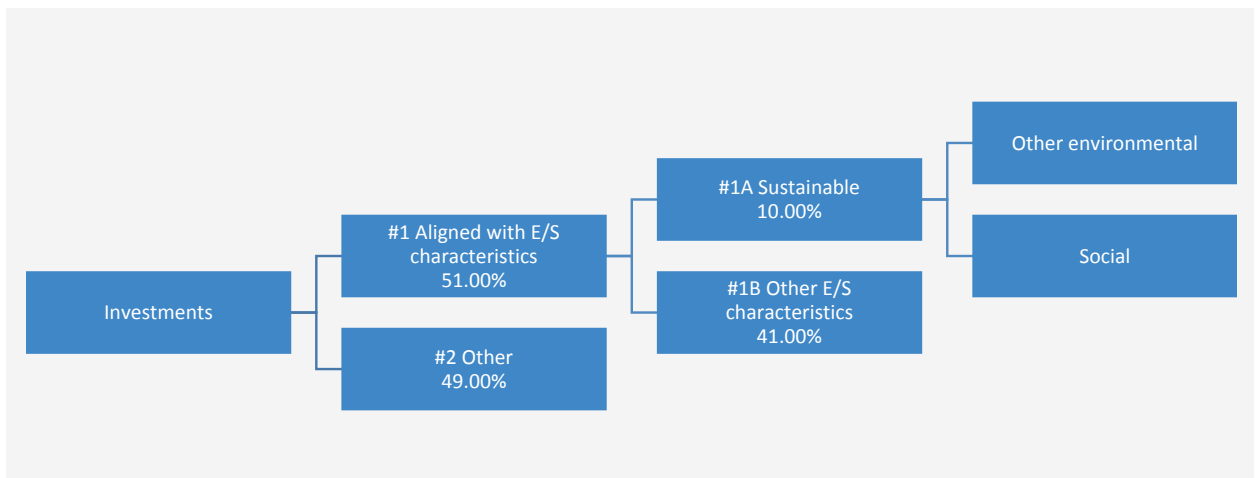 Investments
#1 Aligned with E/S
characteristics
51.00%
#2 Other
49.00%
#1A Sustainable
10.00%
#1B Other E/S
characteristics
41.00%
Other environmental
Social